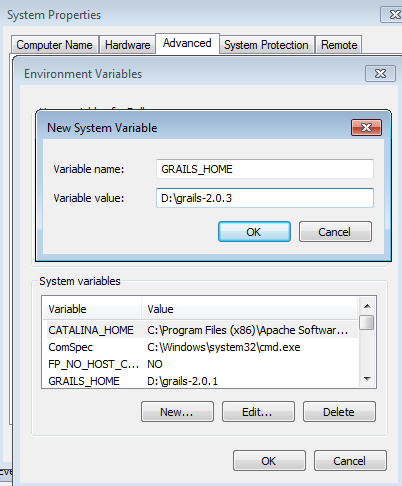 System Properties
Computer Name Hardware Advanced System Protection Remote
Environment Variables
New System Variable
Variable name: GRAILS_HOME
Variable value: D:\grails-2.0.3
OK Cancel
System variables
Variable Value
CATALINA_HOME C:\Program Files (x86)\Apache Softwar...
ComSpec C:\Windows\system32\cmd.exe
FP_NO_HOST_C... NO
GRAILS_HOME D:\grails-2.0.1
New... Edit... Delete
OK Cancel